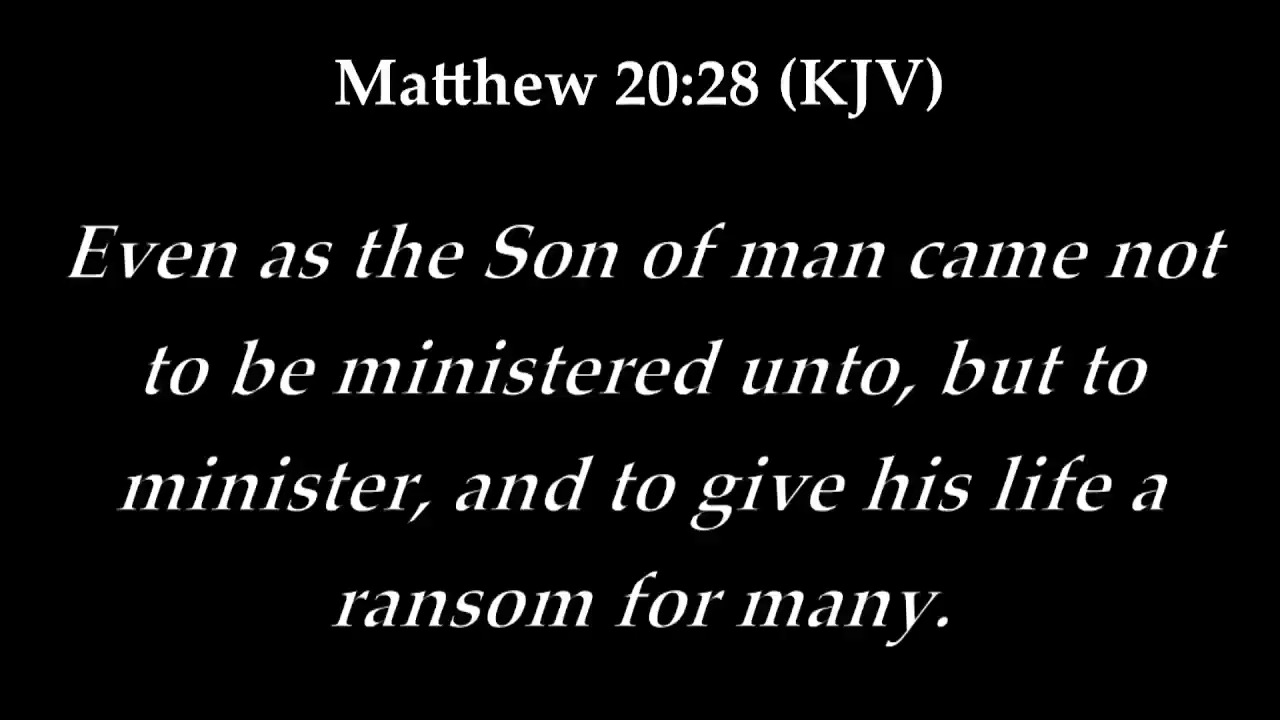 Matthew 20:28 (KJV)
Even as the Son of man came not
to be ministered unto, but to
minister, and to give his life a
ransom for many.